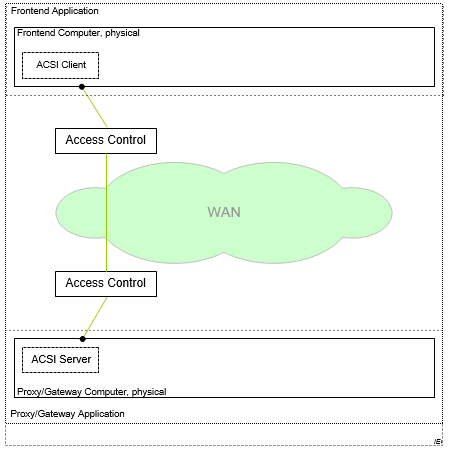 Frontend Application
Frontend Computer, physical
ACSI Client
Access Control
WAN
Access Control
ACSI Server
Proxy/Gateway Computer, physical
Proxy/Gateway Application